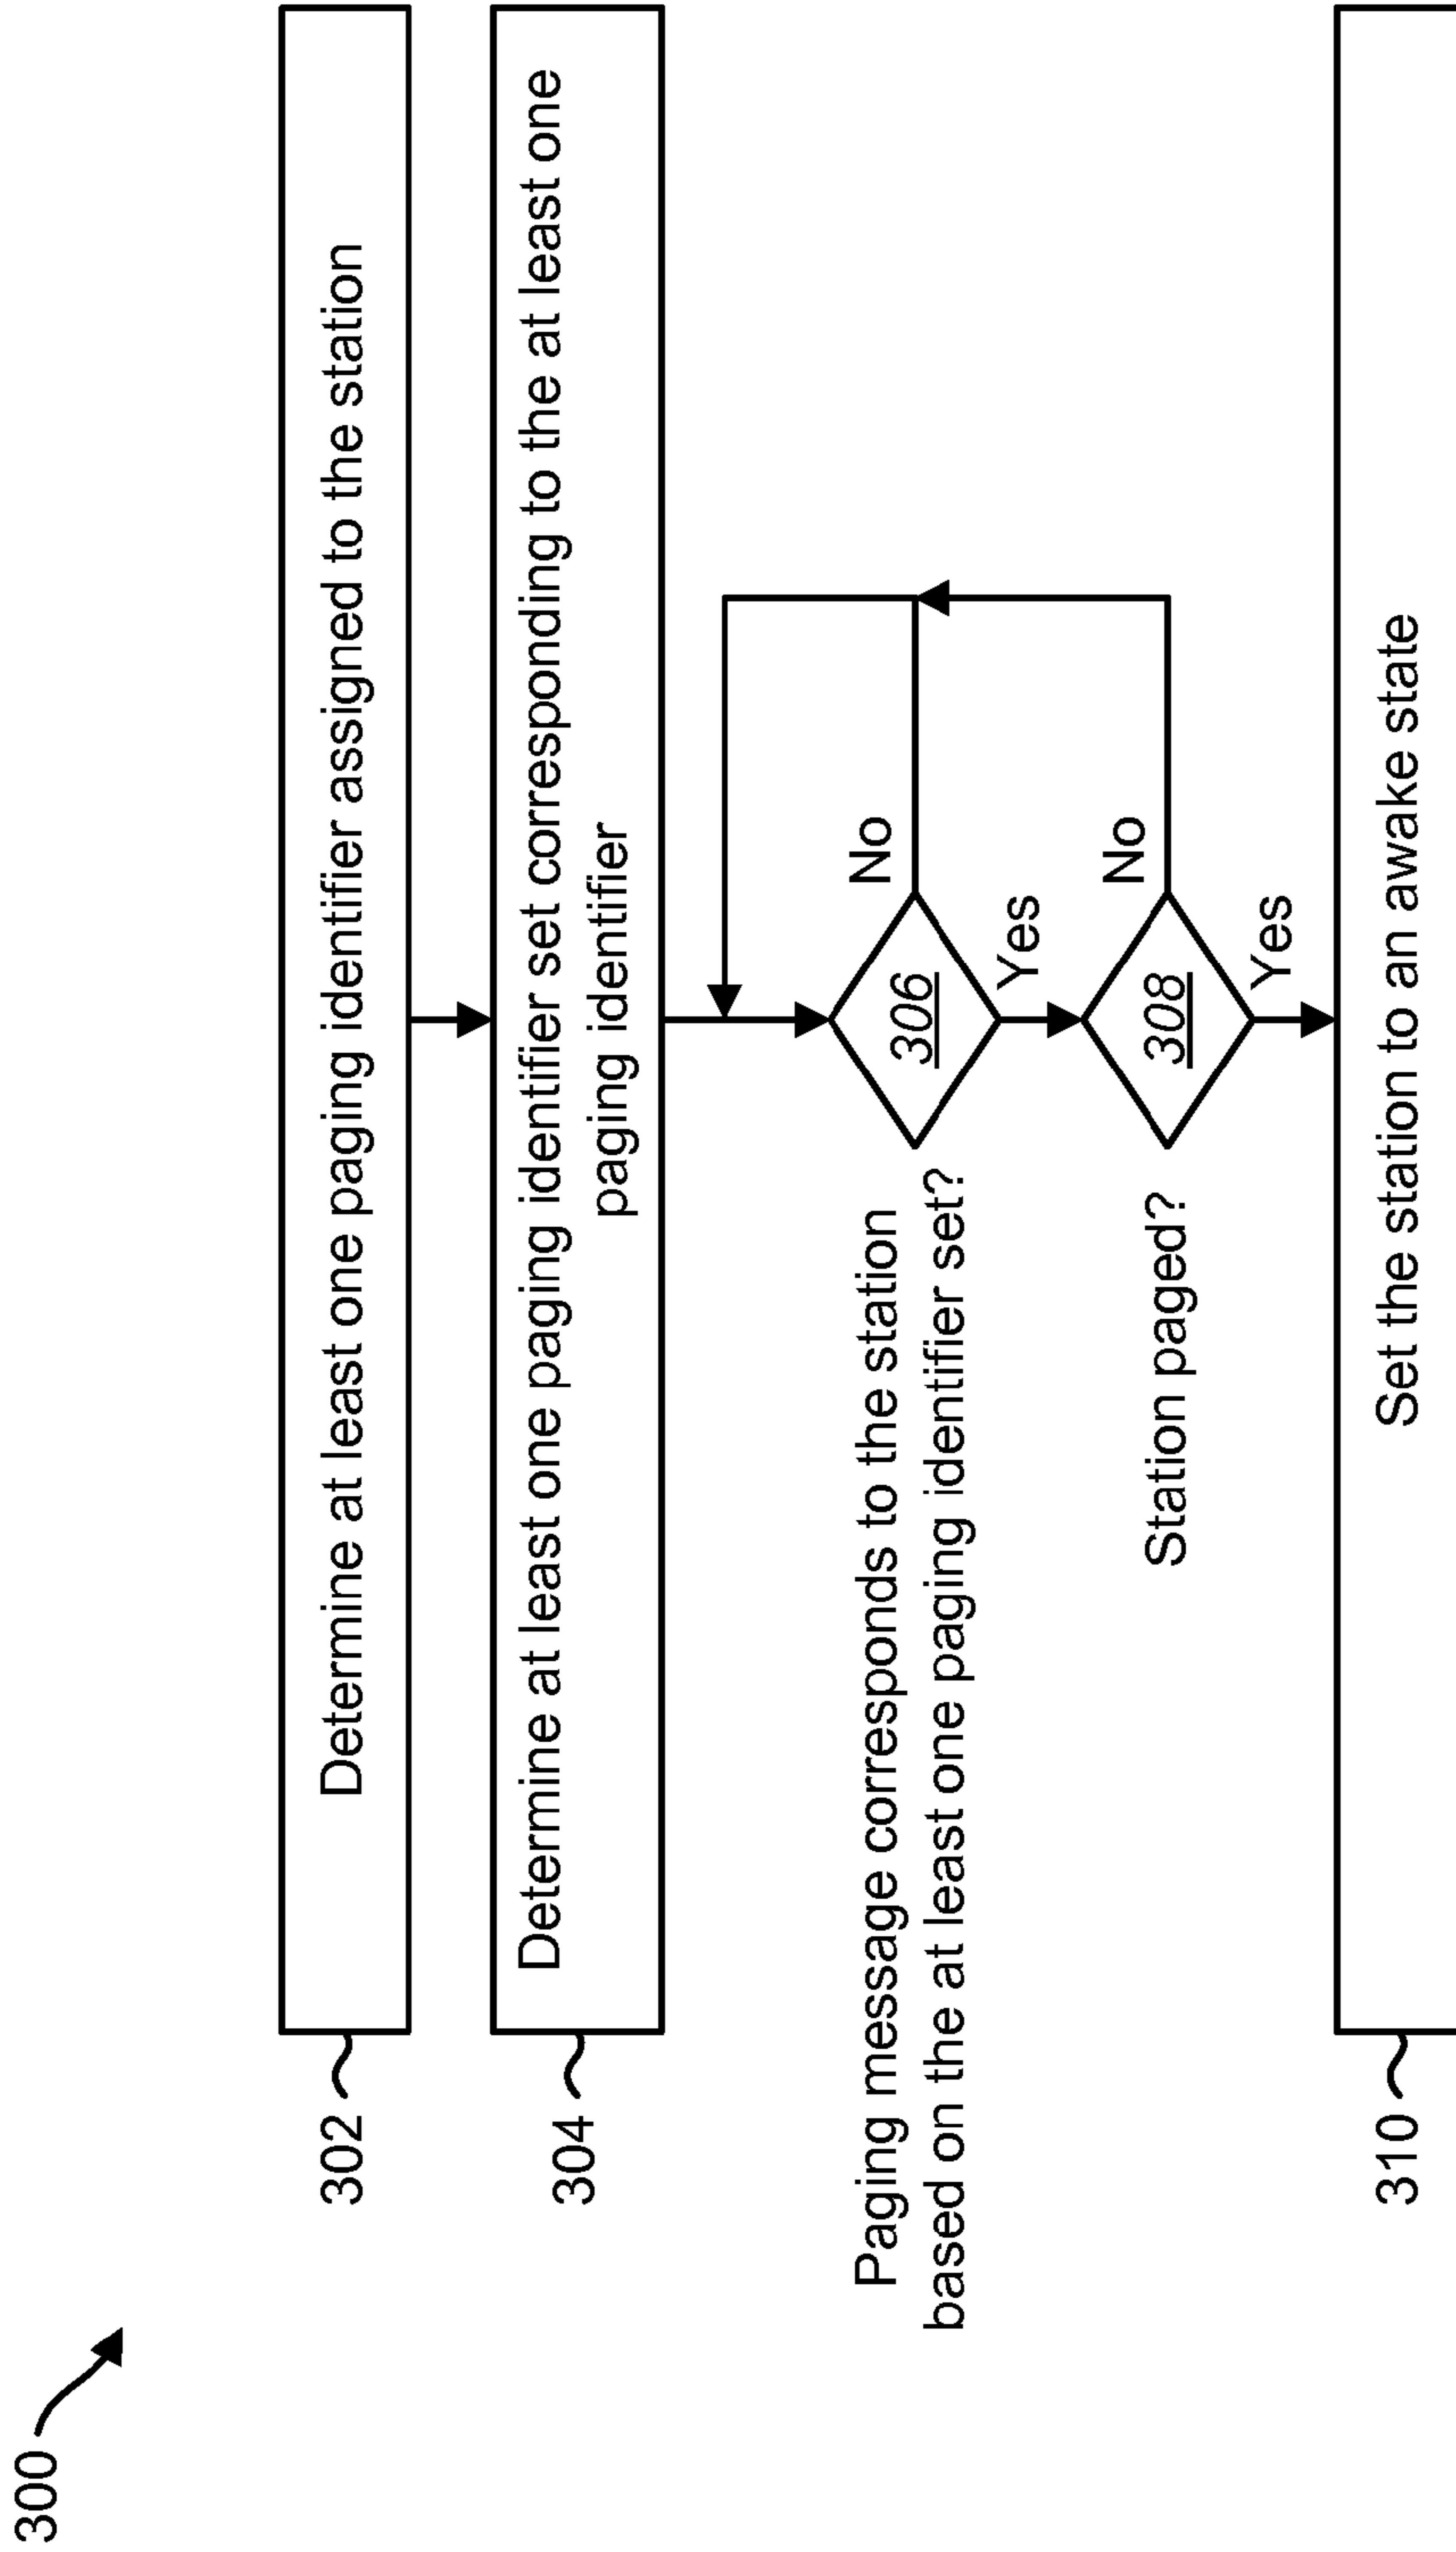 300
302
Determine at least one paging identifier assigned to the station
304
Determine at least one paging identifier set corresponding to the at least one
paging identifier
Paging message corresponds to the station
based on the at least one paging identifier set?
306
No
Yes
Station paged?
308
No
Yes
310
Set the station to an awake state